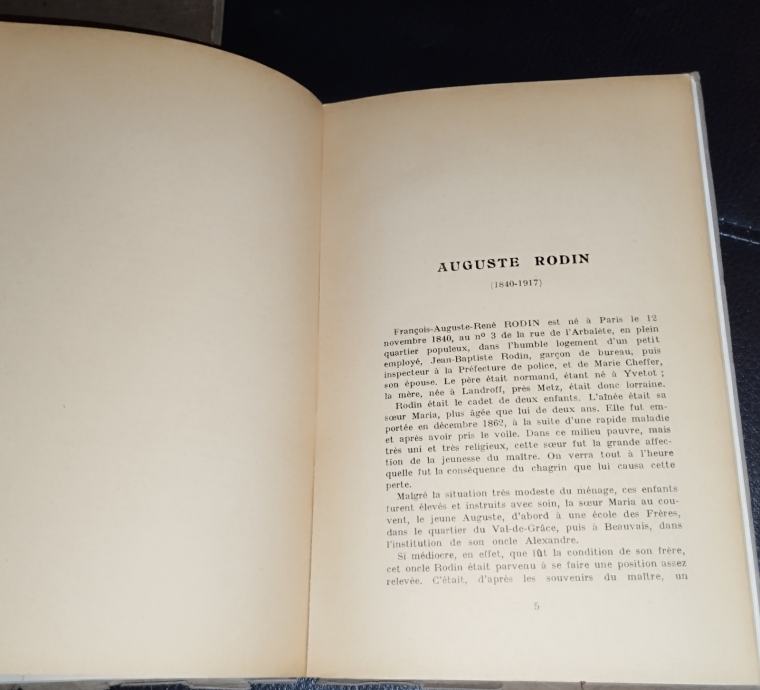 AUGUSTE RODIN
(1840-1917)
François-Auguste-René RODIN est né à Paris le 12
novembre 1840, au nº 3 de la rue de l'Arbalète, en plein
quartier populeux, dans l'humble logement d'un petit
employé, Jean-Baptiste Rodin, garçon de bureau, puis
inspecteur à la Préfecture de police, et de Marie Cheffer,
son épouse. Le père était normand, étant né à Yvetot ;
la mère, née à Landroff, près Metz, était donc lorraine.
Rodin était le cadet de deux enfants. L'aînée était sa
sœur Maria, plus âgée que lui de deux ans. Elle fut em-
portée en décembre 1862, à la suite d'une rapide maladie
et après avoir pris le voile. Dans ce milieu pauvre, mais
très uni et très religieux, cette sœur fut la grande affec-
tion de la jeunesse du maître. On verra tout à l'heure
quelle fut la conséquence du chagrin que lui causa cette
perte.
Malgré la situation très modeste du ménage, ces enfants
furent élevés et instruits avec soin, la sœur Maria au cou-
vent, le jeune Auguste, d'abord à une école des Frères,
dans le quartier du Val-de-Grâce, puis à Beauvais, dans
l'institution de son oncle Alexandre.
Si médiocre, en effet, que fût la condition de son frère,
cet oncle Rodin était parvenu à se faire une position assez
relevée. C'était, d'après les souvenirs du maître, un
5